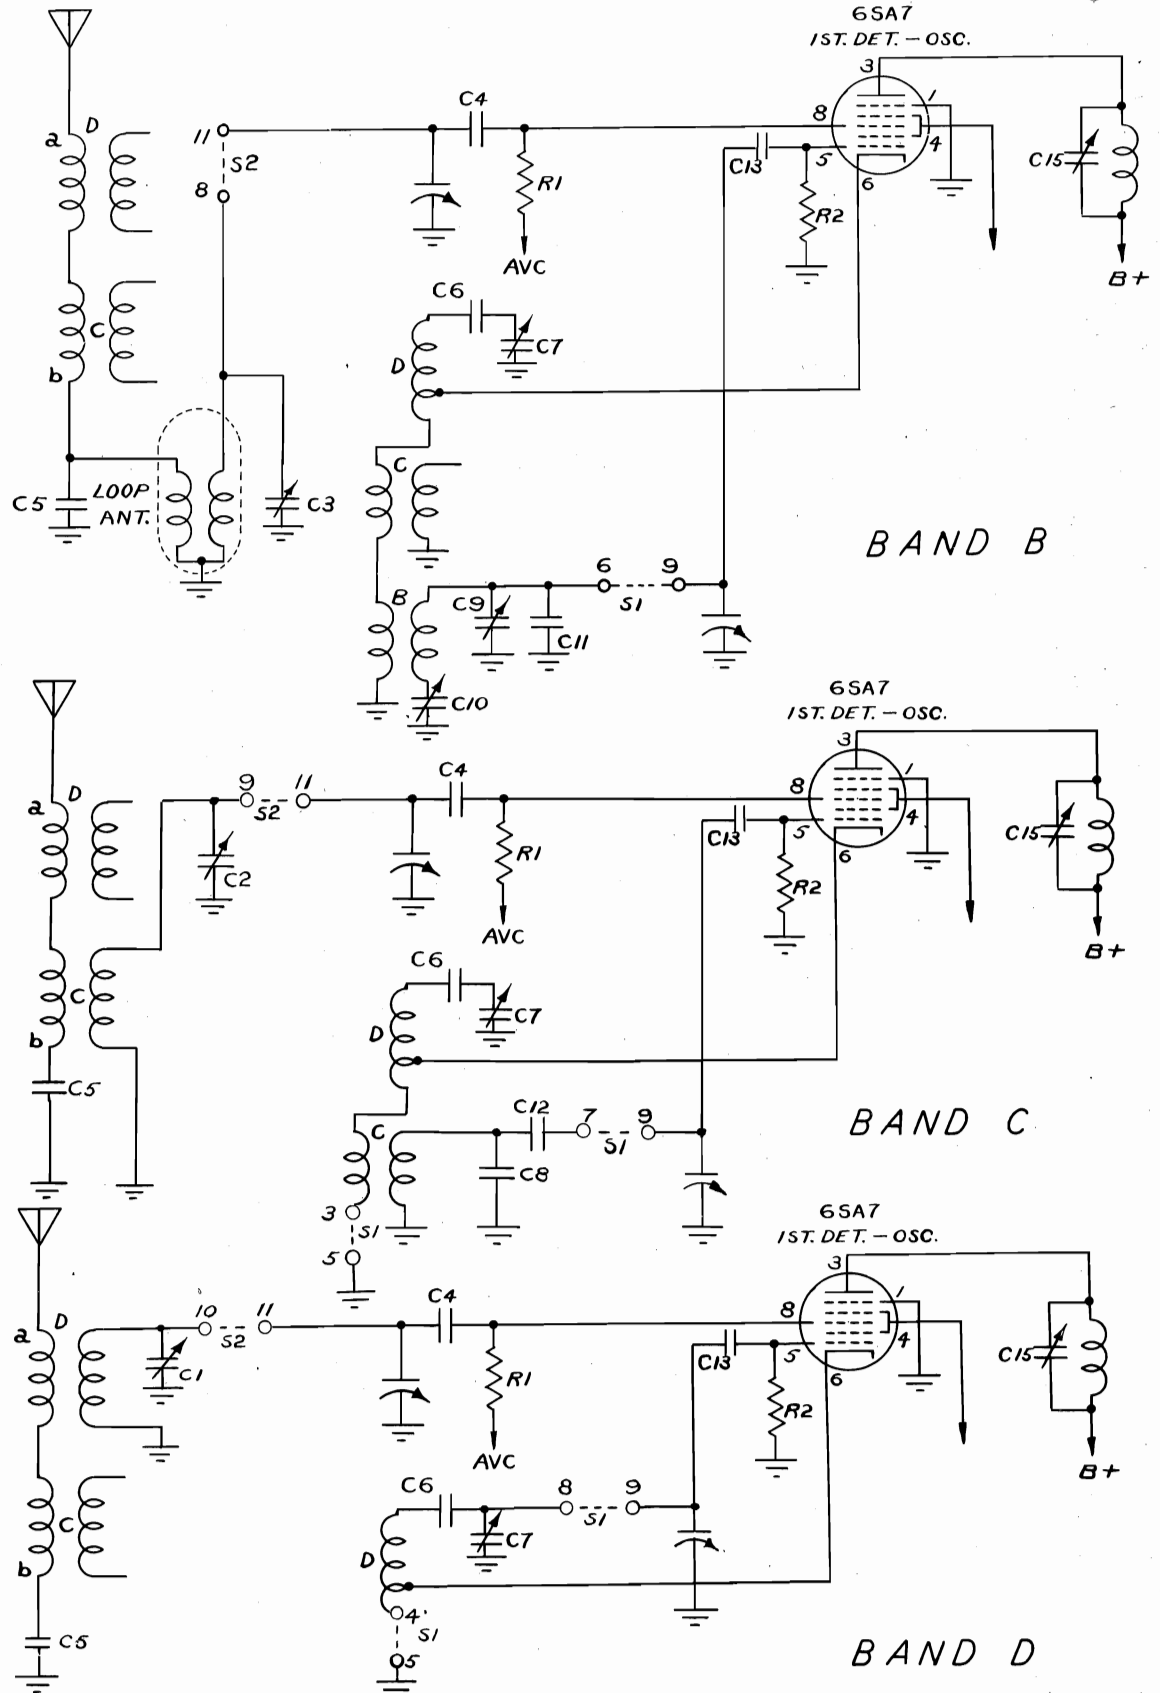 6SA7
1ST. DET. – OSC.
3
1
8
4
5
6
C4
C13
R1
R2
AVC
C15
B+
a
D
11
S2
8
C
b
C6
C7
D
C5
LOOP
ANT.
C3
C
BAND B
6
9
S1
B
C9
C11
C10
6SA7
1ST. DET. – OSC.
3
1
8
4
5
6
C4
C13
R1
R2
AVC
C15
B+
a
D
9
11
S2
C2
C
b
C5
C6
C7
D
C12
7
9
S1
C
C8
3
S1
5
BAND C
6SA7
1ST. DET. – OSC.
3
1
8
4
5
6
C4
C13
R1
R2
AVC
C15
B+
a
D
10
11
S2
C1
C
b
C5
C6
8
9
S1
C7
D
4
S1
5
BAND D